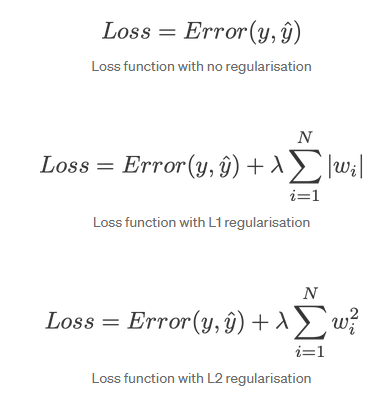 Loss = Error(y, ŷ)
Loss function with no regularisation
Loss = Error(y, ŷ) + λ ∑_{i=1}^{N} |w_i|
Loss function with L1 regularisation
Loss = Error(y, ŷ) + λ ∑_{i=1}^{N} w_i^2
Loss function with L2 regularisation